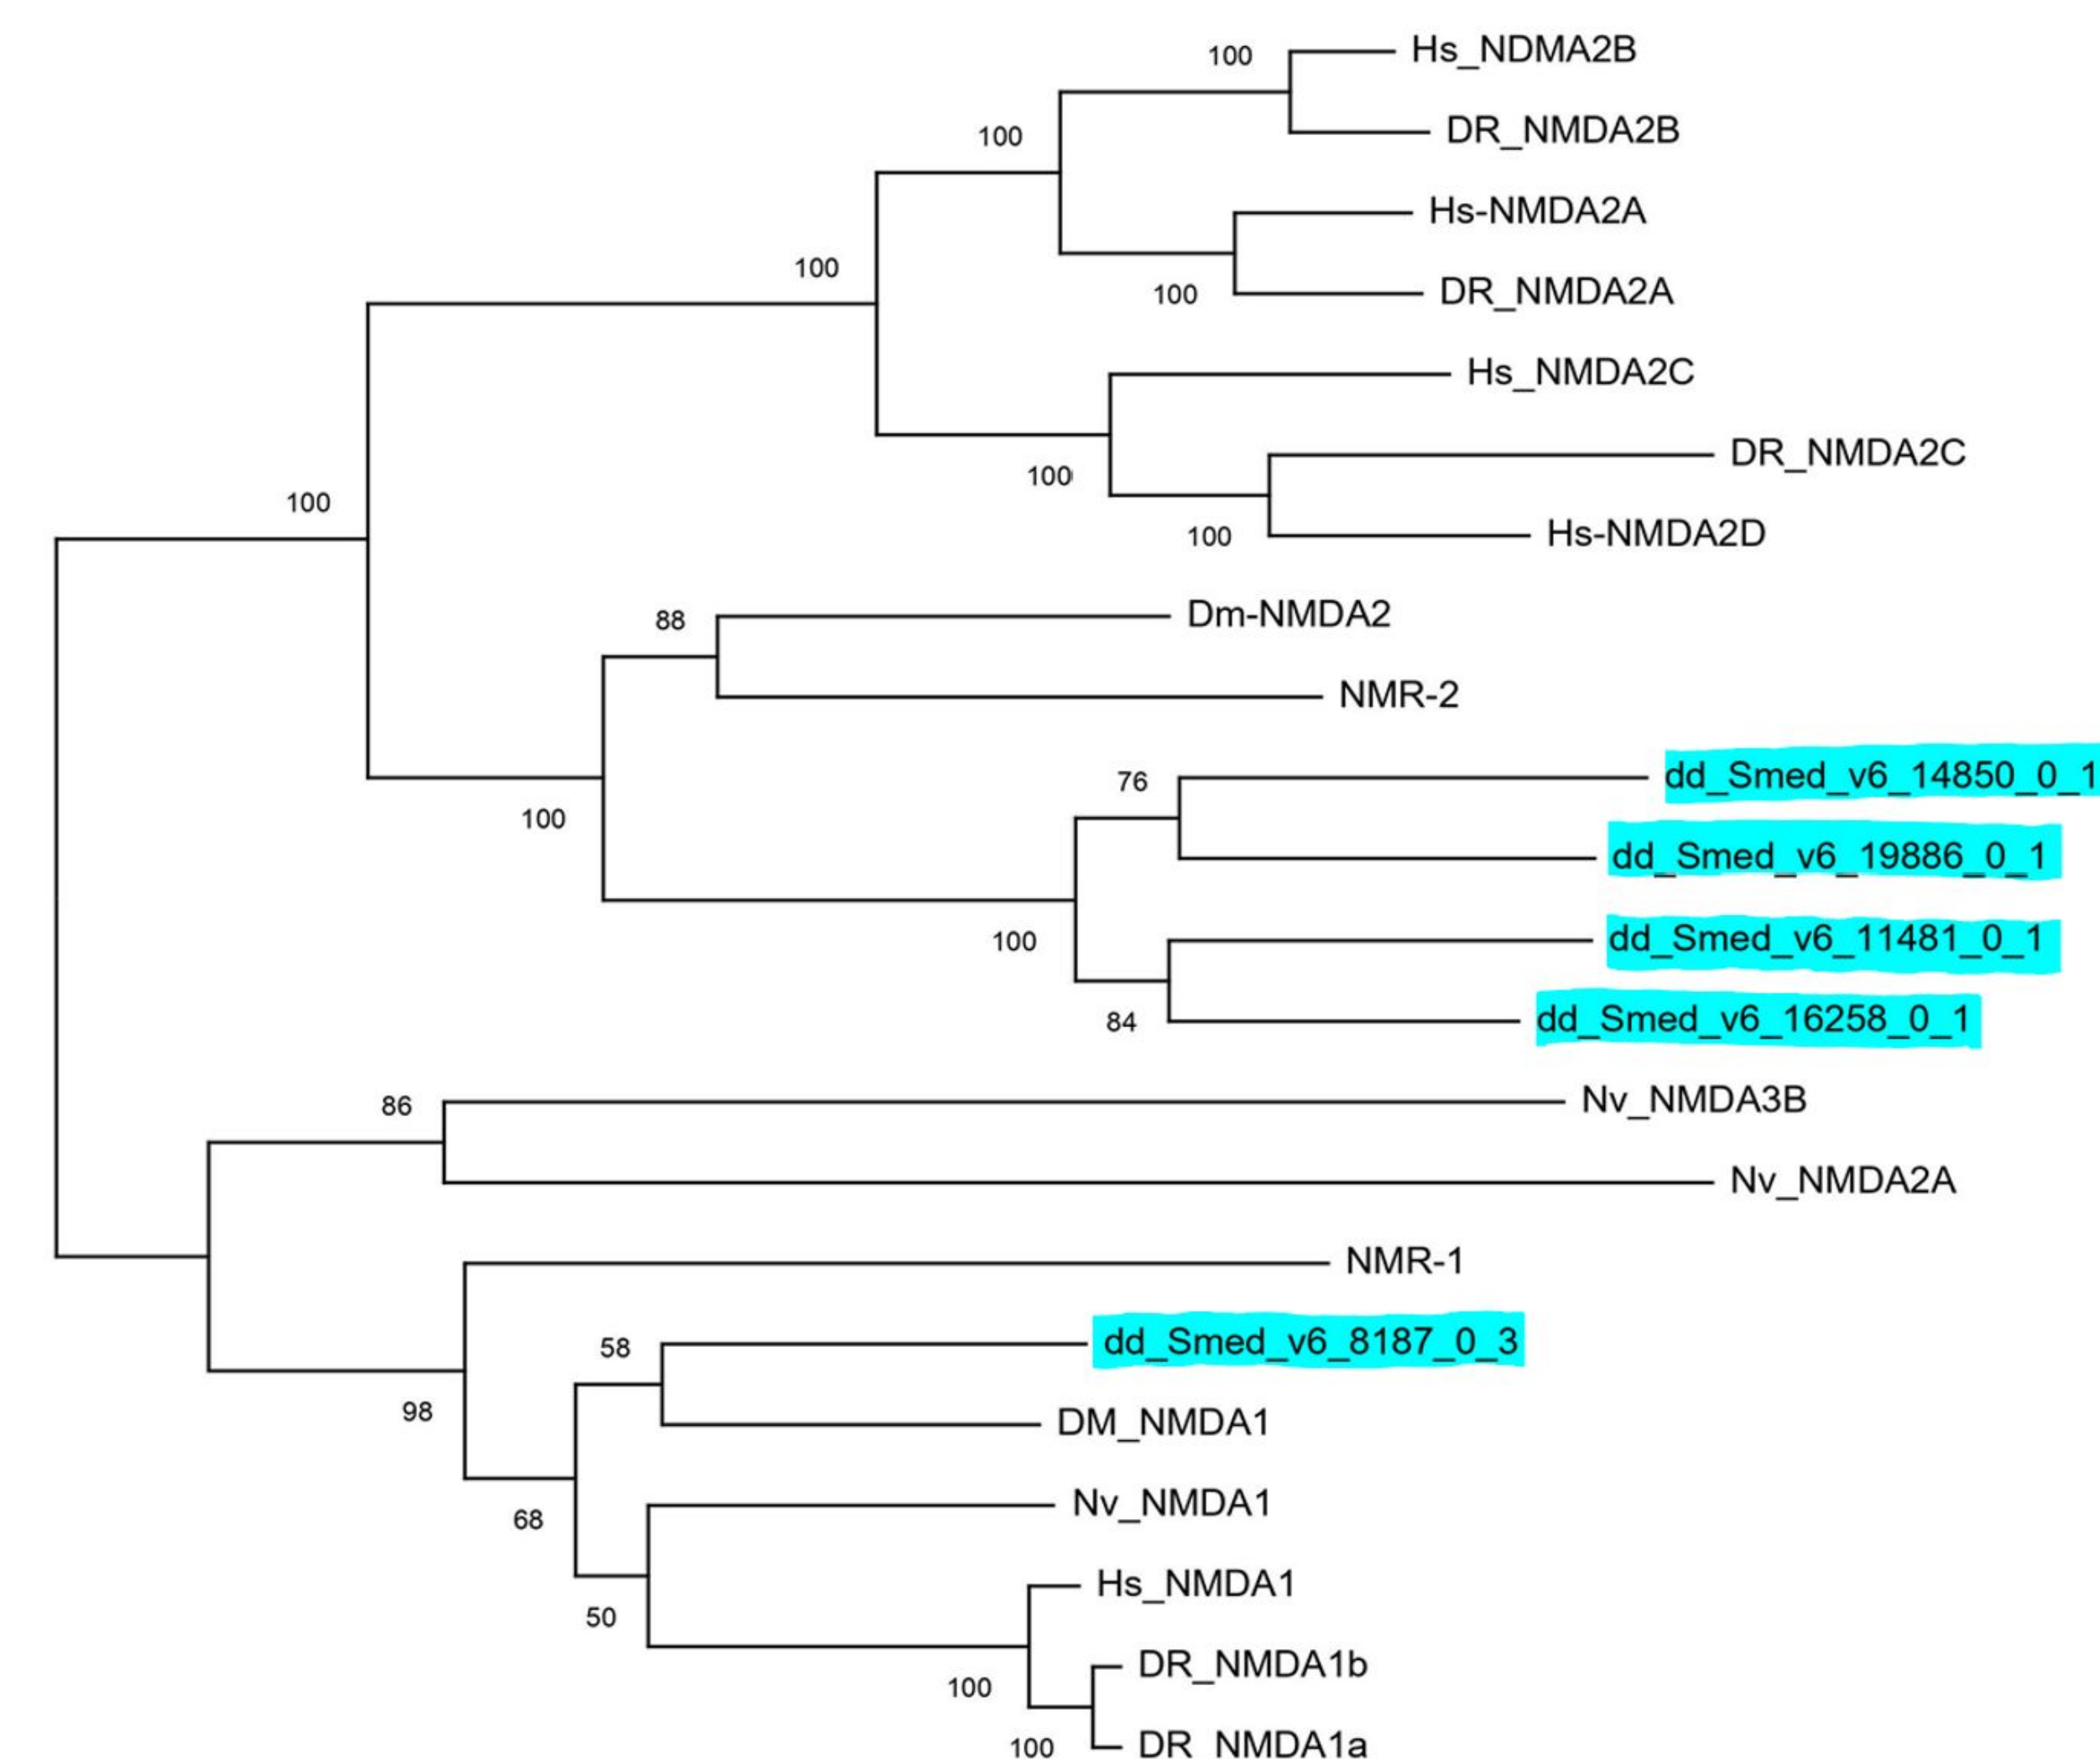 100 Hs_NDMA2B
100 DR_NMDA2B
Hs-NMDA2A
100
100 DR_NMDA2A
Hs_NMDA2C
DR_NMDA2C
100
100
100 Hs-NMDA2D
88 Dm-NMDA2
NMR-2
76 dd_Smed_v6_14850_0_1
100
dd_Smed_v6_19886_0_1
100 dd_Smed_v6_11481_0_1
84 dd_Smed_v6_16258_0_1
86 Nv_NMDA3B
Nv_NMDA2A
NMR-1
58 dd_Smed_v6_8187_0_3
98 DM_NMDA1
68 Nv_NMDA1
Hs_NMDA1
50
DR_NMDA1b
100
100 DR_NMDA1a